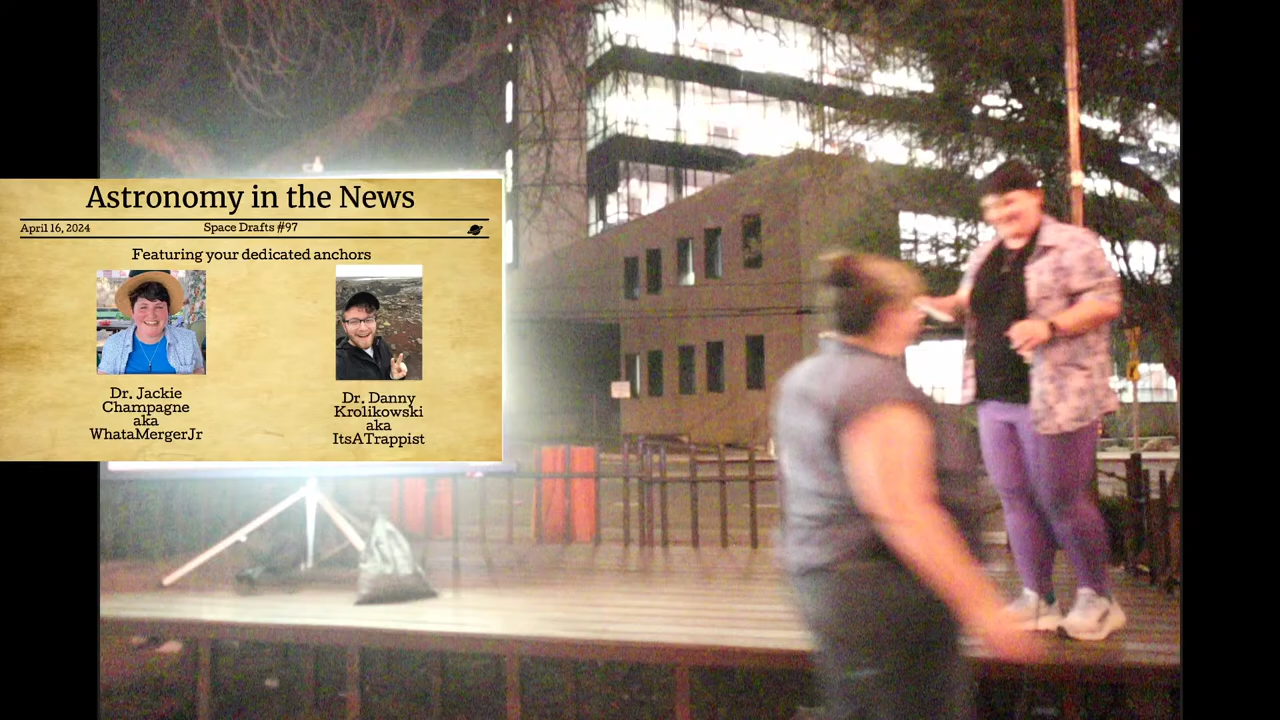 Astronomy in the News
April 16, 2024
Space Drafts #97
Featuring your dedicated anchors
Dr. Jackie
Champagne
aka
WhataMergerJr
Dr. Danny
Krolikowski
aka
ItsATrappist